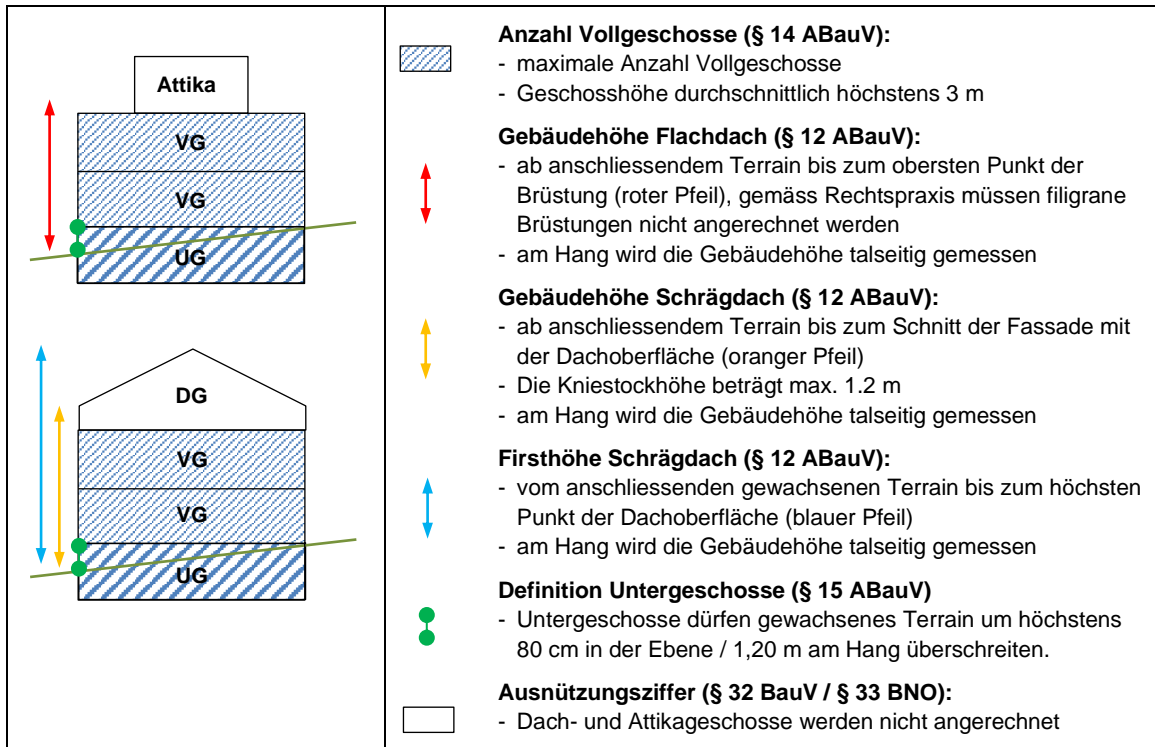 Attika
VG
VG
UG
DG
VG
VG
UG
Anzahl Vollgeschosse (§ 14 ABauV):
- maximale Anzahl Vollgeschosse
- Geschosshöhe durchschnittlich höchstens 3 m
Gebäudehöhe Flachdach (§ 12 ABauV):
- ab anschliessendem Terrain bis zum obersten Punkt der
Brüstung (roter Pfeil), gemäss Rechtspraxis müssen filigrane
Brüstungen nicht angerechnet werden
- am Hang wird die Gebäudehöhe talseitig gemessen
Gebäudehöhe Schrägdach (§ 12 ABauV):
- ab anschliessendem Terrain bis zum Schnitt der Fassade mit
der Dachoberfläche (oranger Pfeil)
- Die Kniestockhöhe beträgt max. 1.2 m
- am Hang wird die Gebäudehöhe talseitig gemessen
Firsthöhe Schrägdach (§ 12 ABauV):
- vom anschliessenden gewachsenen Terrain bis zum höchsten
Punkt der Dachoberfläche (blauer Pfeil)
- am Hang wird die Gebäudehöhe talseitig gemessen
Definition Untergeschosse (§ 15 ABauV)
- Untergeschosse dürfen gewachsenes Terrain um höchstens
80 cm in der Ebene / 1,20 m am Hang überschreiten.
Ausnützungsziffer (§ 32 BauV / § 33 BNO):
- Dach- und Attikageschosse werden nicht angerechnet